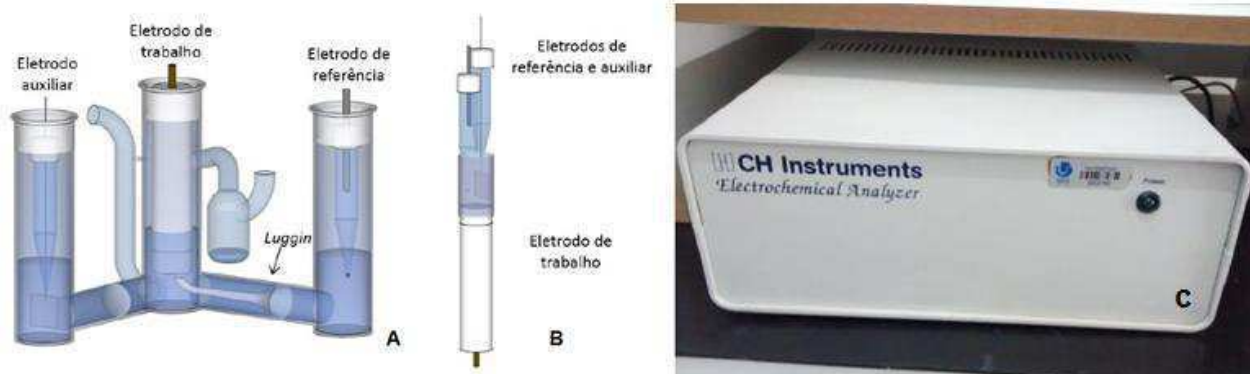 Eletrodo
auxiliar
Eletrodo de
trabalho
Eletrodo de
referência
Luggin
A
Eletrodos de
referência e auxiliar
Eletrodo de
trabalho
B
CH Instruments
Electrochemical Analyzer
Power
C